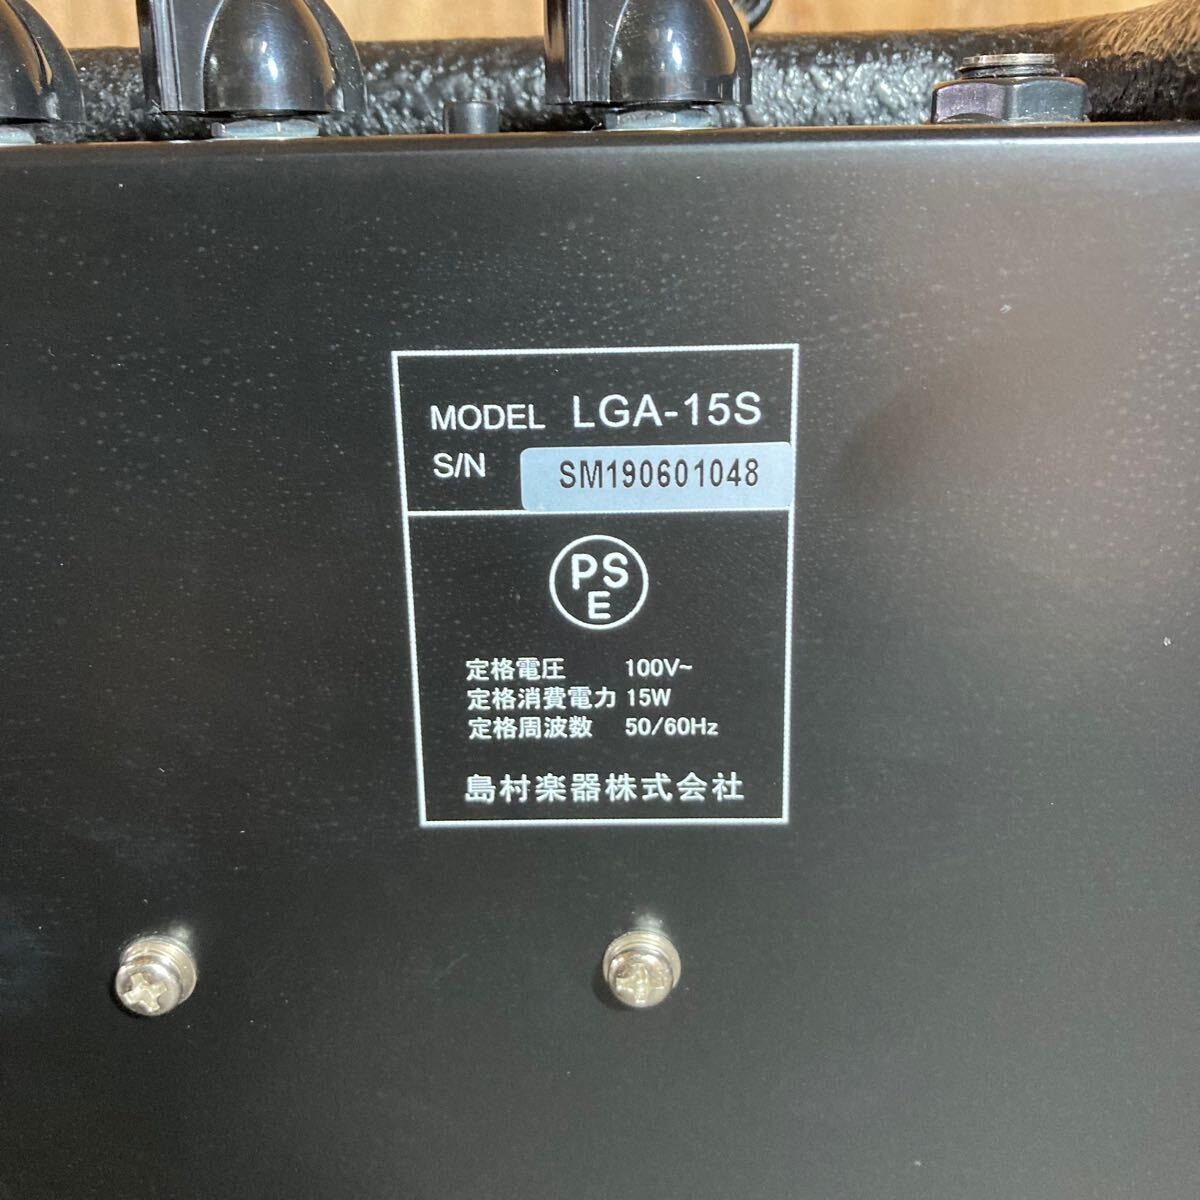 MODEL LGA-15S
S/N SM190601048
PS
E
定格電圧 100V~
定格消費電力 15W
定格周波数 50/60Hz
島村楽器株式会社